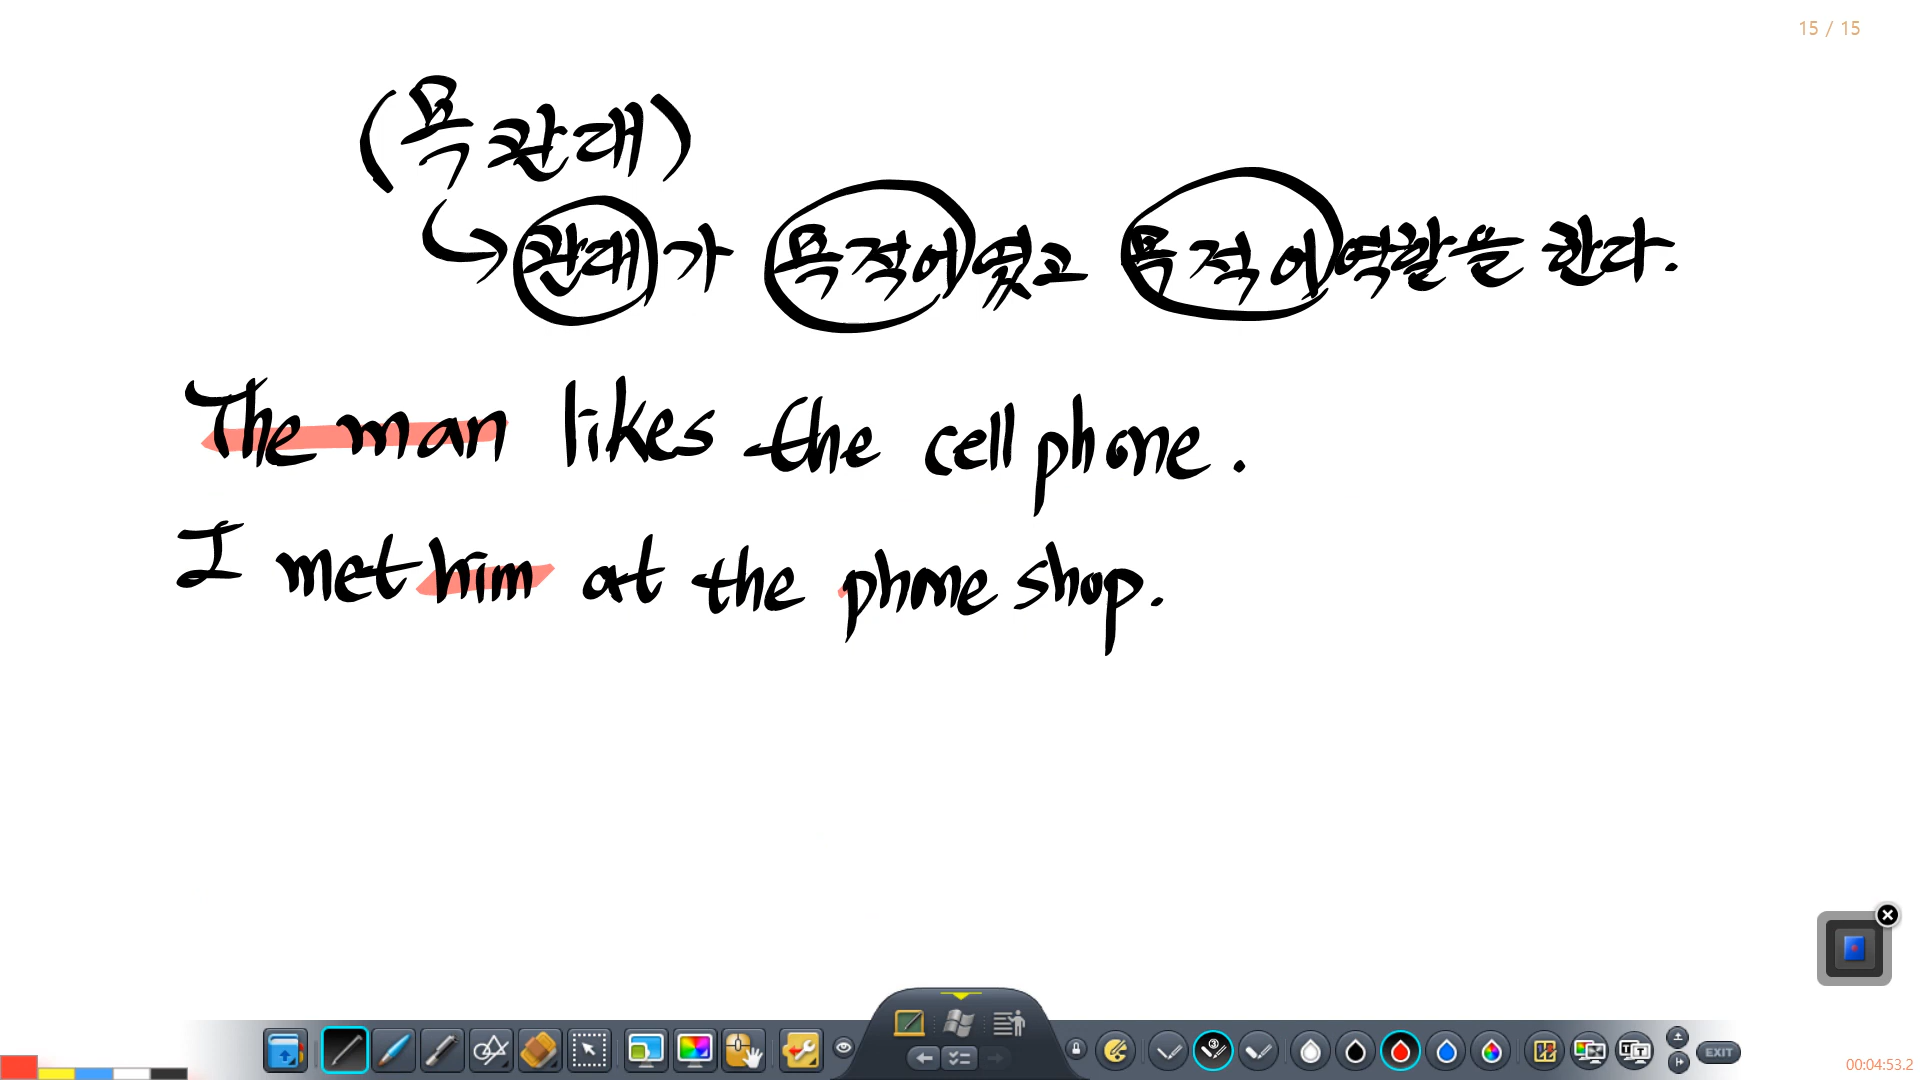 15 / 15
(목관대)
관대가 목적어였고 목적어역할을 한다.
The man likes the cell phone.
I met him at the phone shop.
EXIT
00:04:53.2